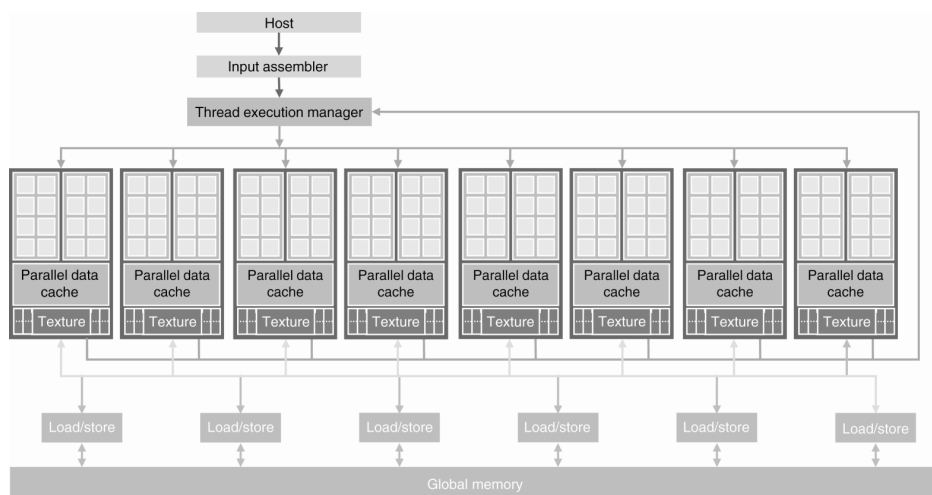 Host
Input assembler
Thread execution manager
Parallel data
cache
Texture
Parallel data
cache
Texture
Parallel data
cache
Texture
Parallel data
cache
Texture
Parallel data
cache
Texture
Parallel data
cache
Texture
Parallel data
cache
Texture
Parallel data
cache
Texture
Load/store
Load/store
Load/store
Load/store
Load/store
Load/store
Global memory